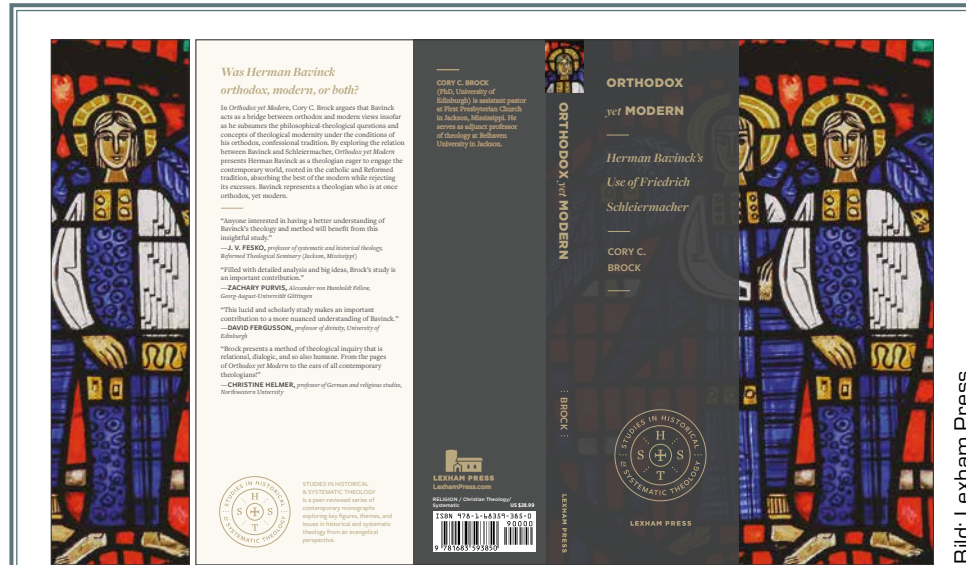 Was Herman Bavinck
orthodox, modern, or both?
In Orthodox yet Modern, Cory C. Brock argues that Bavinck
acts as a bridge between orthodox and modern views insofar
as he subsumes the philosophical-theological questions and
concepts of theological modernity under the conditions of
his orthodox, confessional tradition. By exploring the relation
between Bavinck and Schleiermacher, Orthodox yet Modern
presents Herman Bavinck as a theologian eager to engage the
contemporary world, rooted in the catholic and Reformed
tradition, absorbing the best of the modern while rejecting
its excesses. Bavinck represents a theologian who is at once
orthodox, yet modern.
“Anyone interested in having a better understanding of
Bavinck’s theology and method will benefit from this
insightful study.”
—J. V. FESKO, professor of systematic and historical theology,
Reformed Theological Seminary (Jackson, Mississippi)
“Filled with detailed analysis and big ideas, Brock’s study is
an important contribution.”
—ZACHARY PURVIS, Alexander von Humboldt Fellow,
Georg-August-Universität Göttingen
“This lucid and scholarly study makes an important
contribution to a more nuanced understanding of Bavinck.”
—DAVID FERGUSSON, professor of divinity, University of
Edinburgh
“Brock presents a method of theological inquiry that is
relational, dialogic, and so also humane. From the pages
of Orthodox yet Modern to the ears of all contemporary
theologians!”
—CHRISTINE HELMER, professor of German and religious studies,
Northwestern University
STUDIES IN HISTORICAL
& SYSTEMATIC THEOLOGY
H
S S
T
STUDIES IN HISTORICAL
& SYSTEMATIC THEOLOGY
is a peer-reviewed series of
contemporary monographs
exploring key figures, themes, and
issues in historical and systematic
theology from an evangelical
perspective.
CORY C. BROCK
(PhD, University of
Edinburgh) is assistant pastor
at First Presbyterian Church
in Jackson, Mississippi. He
serves as adjunct professor
of theology at Belhaven
University in Jackson.
LEXHAM PRESS
LexhamPress.com
RELIGION / Christian Theology/
Systematic US $28.99
ISBN 978-1-68359-385-0
90000
9 781683 593850
ORTHODOX, yet MODERN
BROCK
LEXHAM PRESS
ORTHODOX
yet MODERN
Herman Bavinck’s
Use of Friedrich
Schleiermacher
CORY C.
BROCK
STUDIES IN HISTORICAL
& SYSTEMATIC THEOLOGY
H
S S
T
LEXHAM PRESS
Bild: Lexham Press